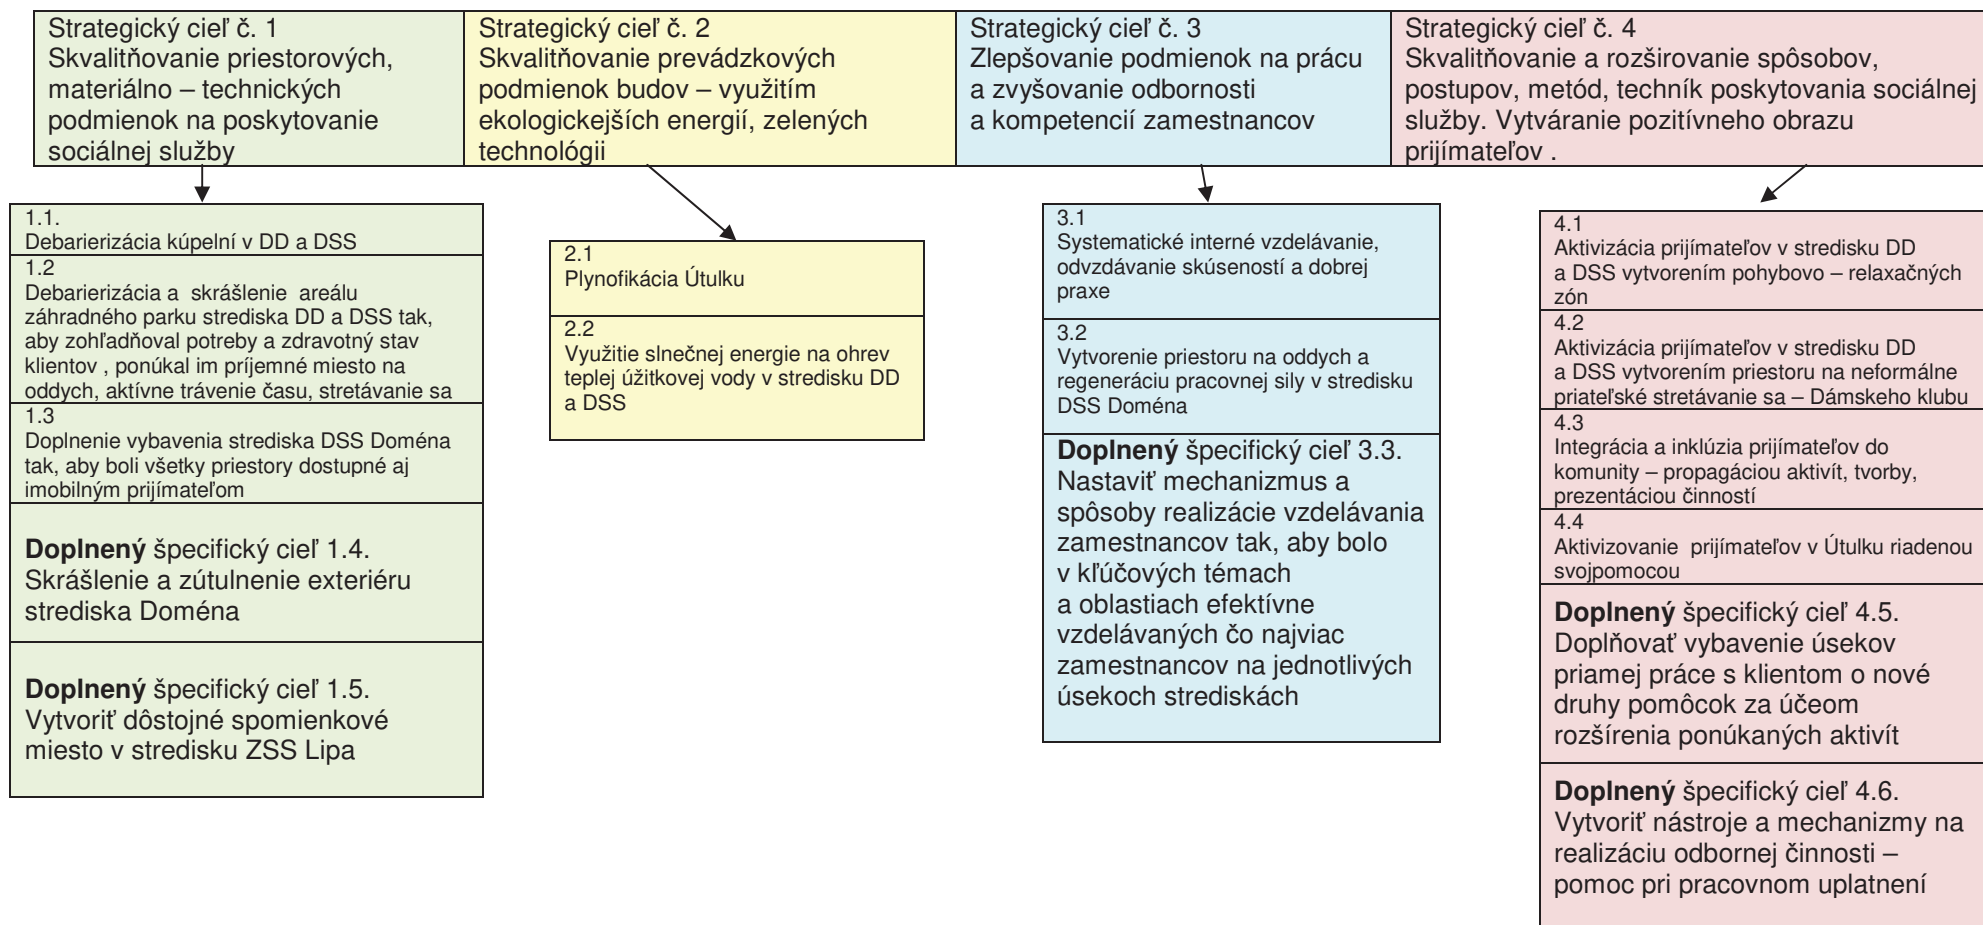 Strategický cieľ č. 1
Skvalitňovanie priestorových,
materiálno – technických
podmienok na poskytovanie
sociálnej služby
Strategický cieľ č. 2
Skvalitňovanie prevádzkových
podmienok budov – využitím
ekologickejších energií, zelených
technológii
Strategický cieľ č. 3
Zlepšovanie podmienok na prácu
a zvyšovanie odbornosti
a kompetencií zamestnancov
Strategický cieľ č. 4
Skvalitňovanie a rozširovanie spôsobov,
postupov, metód, techník poskytovania sociálnej
služby. Vytváranie pozitívneho obrazu
prijímateľov .
1.1.
Debarierizácia kúpelní v DD a DSS
1.2
Debarierizácia a skrášlenie areálu
záhradného parku strediska DD a DSS tak,
aby zohľadňoval potreby a zdravotný stav
klientov , ponúkal im príjemné miesto na
oddych, aktívne trávenie času, stretávanie sa
1.3
Doplnenie vybavenia strediska DSS Doména
tak, aby boli všetky priestory dostupné aj
imobilným prijímateľom
Doplnený špecifický cieľ 1.4.
Skrášlenie a zútulnenie exteriéru
strediska Doména
Doplnený špecifický cieľ 1.5.
Vytvoriť dôstojné spomienkové
miesto v stredisku ZSS Lipa
2.1
Plynofikácia Útulku
2.2
Využitie slnečnej energie na ohrev
teplej úžitkovej vody v stredisku DD
a DSS
3.1
Systematické interné vzdelávanie,
odvzdávanie skúseností a dobrej
praxe
3.2
Vytvorenie priestoru na oddych a
regeneráciu pracovnej sily v stredisku
DSS Doména
Doplnený špecifický cieľ 3.3.
Nastaviť mechanizmus a
spôsoby realizácie vzdelávania
zamestnancov tak, aby bolo
v kľúčových témach
a oblastiach efektívne
vzdelávaných čo najviac
zamestnancov na jednotlivých
úsekoch strediskách
4.1
Aktivizácia prijímateľov v stredisku DD
a DSS vytvorením pohybovo – relaxačných
zón
4.2
Aktivizácia prijímateľov v stredisku DD
a DSS vytvorením priestoru na neformálne
priateľské stretávanie sa – Dámskeho klubu
4.3
Integrácia a inklúzia prijímateľov do
komunity – propagáciou aktivít, tvorby,
prezentáciou činností
4.4
Aktivizovanie prijímateľov v Útulku riadenou
svojpomocou
Doplnený špecifický cieľ 4.5.
Doplňovať vybavenie úsekov
priamej práce s klientom o nové
druhy pomôcok za účeom
rozšírenia ponúkaných aktivít
Doplnený špecifický cieľ 4.6.
Vytvoriť nástroje a mechanizmy na
realizáciu odbornej činnosti –
pomoc pri pracovnom uplatnení